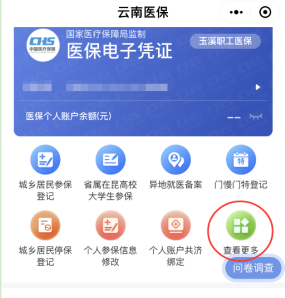 云南医保
国家医疗保障局监制
CHS
中国医疗保障
医保电子凭证
玉溪职工医保
医保个人账户余额(元)
--
城乡居民参保 省属在昆高校 异地就医备案 门慢门特登记
登记 大学生参保
特
城乡居民停保 个人参保信息 个人账户共济 查看更多
登记 修改 绑定
问卷调查